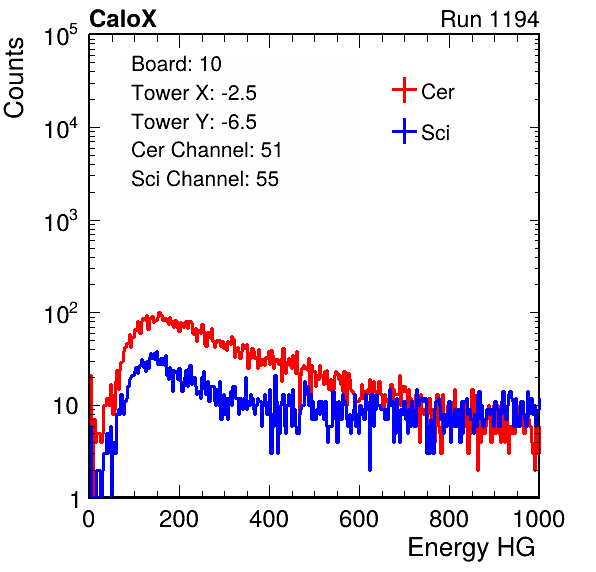 CaloX Run 1194
Counts
10^5
10^4
10^3
10^2
10
1
Board: 10
Tower X: -2.5
Tower Y: -6.5
Cer Channel: 51
Sci Channel: 55
Cer
Sci
0 200 400 600 800 1000
Energy HG